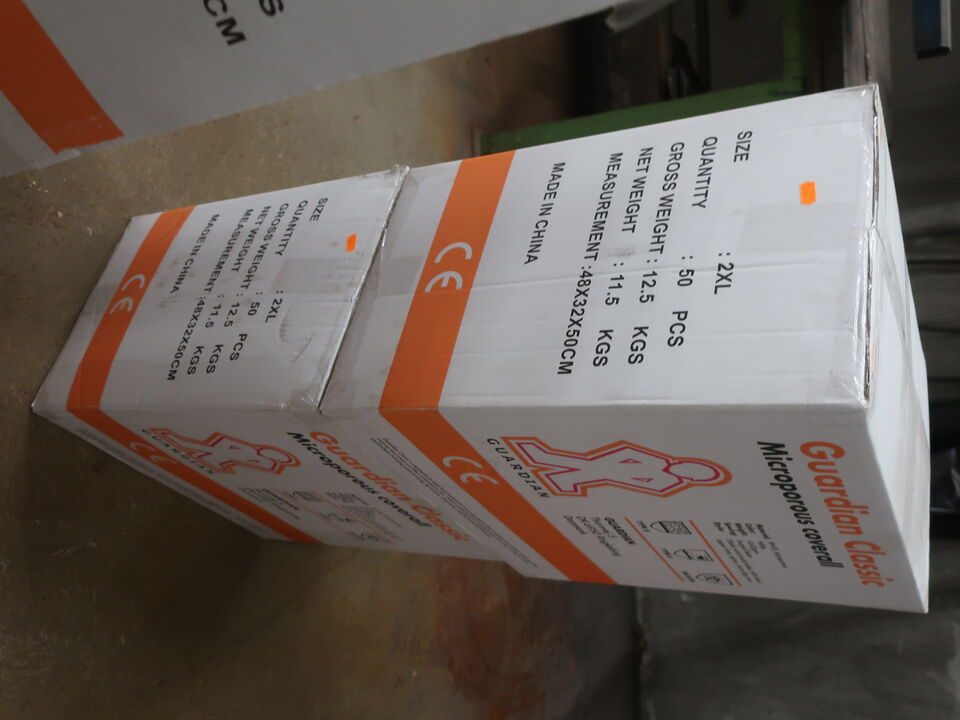 SIZE : 2XL
QUANTITY : 50 PCS
GROSS WEIGHT : 12.5 KGS
NET WEIGHT : 11.5 KGS
MEASUREMENT :48X32X50CM
MADE IN CHINA
CE
Guardian Classic
Microporous coverall
GUARDIAN
GUARDIAN
Denmark
CE
SIZE : 2XL
QUANTITY : 50 PCS
GROSS WEIGHT : 12.5 KGS
NET WEIGHT : 11.5 KGS
MEASUREMENT :48X32X50CM
MADE IN CHINA
CE
Guardian Classic
Microporous coverall
GUARDIAN
CE
S
CM